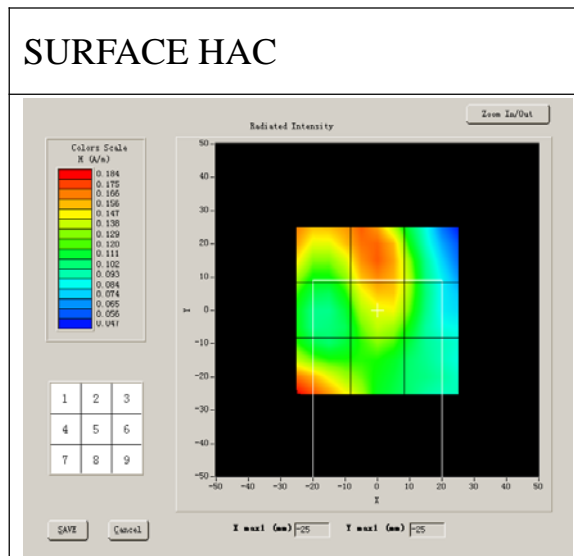 SURFACE HAC
Zoom In/Out
Radiated Intensity
Colors Scale
H (A/m)
0.184
0.175
0.166
0.156
0.147
0.138
0.129
0.120
0.111
0.102
0.093
0.084
0.074
0.065
0.056
0.047
50
40
30
20
10
0
-10
-20
-30
-40
-50
Y
-50 -40 -30 -20 -10 0 10 20 30 40 50
X
1 2 3
4 5 6
7 8 9
SAVE Cancel X max1 (mm) -25 Y max1 (mm) -25